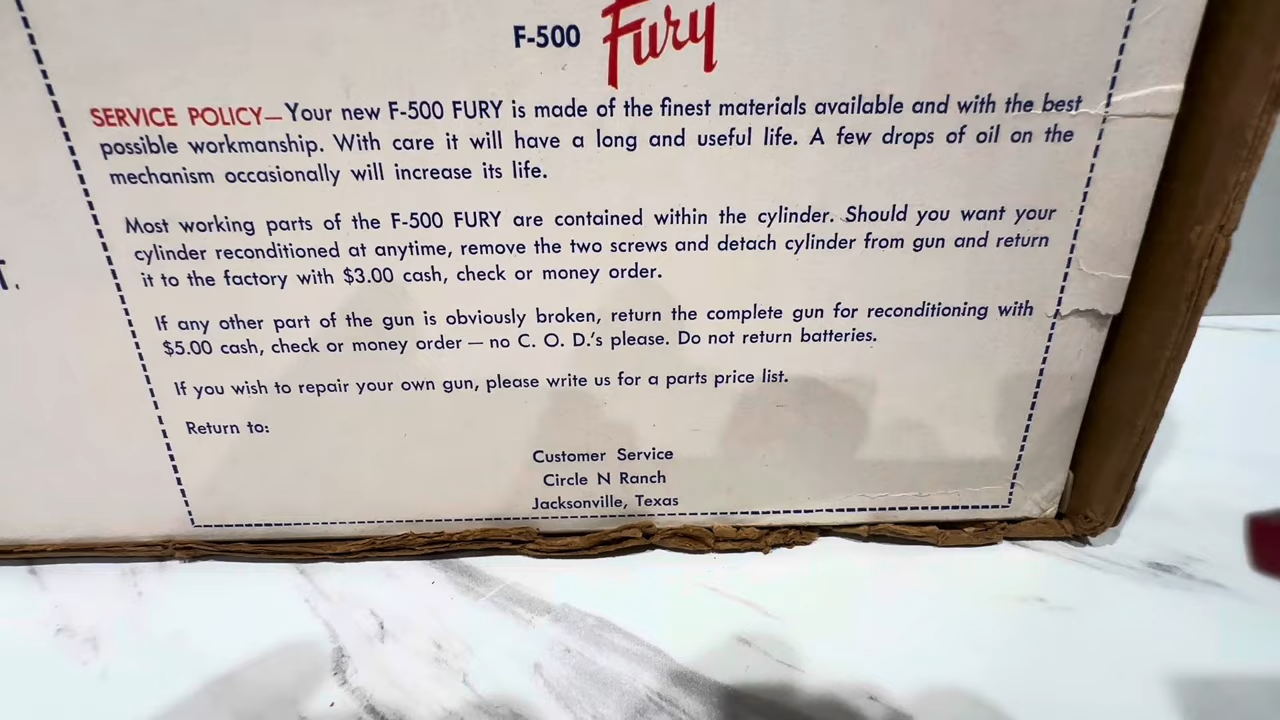 F-500 Fury
SERVICE POLICY—Your new F-500 FURY is made of the finest materials available and with the best
possible workmanship. With care it will have a long and useful life. A few drops of oil on the
mechanism occasionally will increase its life.
Most working parts of the F-500 FURY are contained within the cylinder. Should you want your
cylinder reconditioned at anytime, remove the two screws and detach cylinder from gun and return
it to the factory with $3.00 cash, check or money order.
If any other part of the gun is obviously broken, return the complete gun for reconditioning with
$5.00 cash, check or money order — no C. O. D.'s please. Do not return batteries.
If you wish to repair your own gun, please write us for a parts price list.
Return to:
Customer Service
Circle N Ranch
Jacksonville, Texas